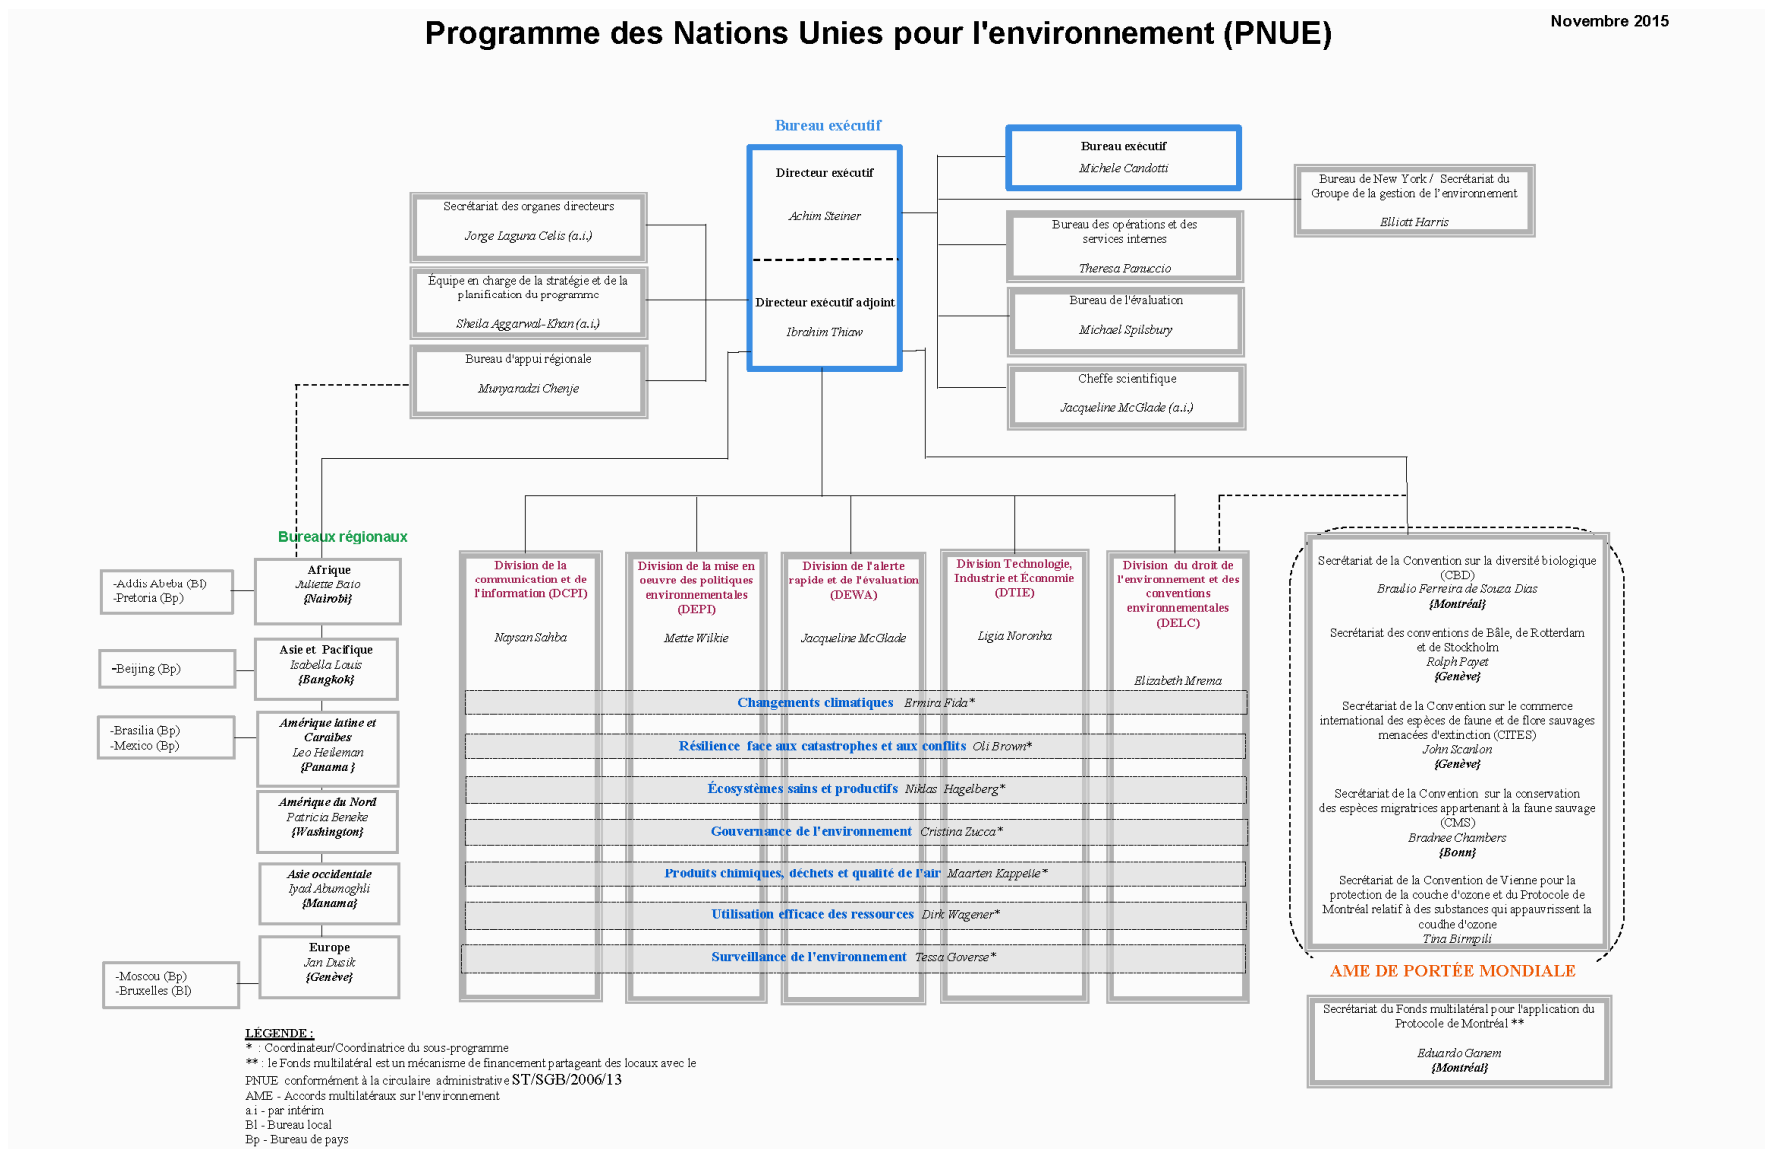 Programme des Nations Unies pour l'environnement (PNUE)
Novembre 2015
Bureau exécutif
Directeur exécutif
Achim Steiner
Directeur exécutif adjoint
Ibrahim Thiaw
Bureau exécutif
Michele Candotti
Bureau de New York / Secrétariat du
Groupe de la gestion de l'environnement
Elliott Harris
Secrétariat des organes directeurs
Jorge Laguna Celis (a.i.)
Équipe en charge de la stratégie et de la
planification du programme
Sheila Aggarwal-Khan (a.i.)
Bureau d'appui régionale
Munyaradzi Chenje
Bureau des opérations et des
services internes
Theresa Panuccio
Bureau de l'évaluation
Michael Spilsbury
Cheffe scientifique
Jacqueline McGlade (a.i.)
Bureaux régionaux
Afrique
Juliette Baio
{Nairobi}
-Addis Abeba (Bl)
-Pretoria (Bp)
Asie et Pacifique
Isabella Louis
{Bangkok}
-Beijing (Bp)
Amérique latine et
Caraibes
Leo Heileman
{Panama }
-Brasilia (Bp)
-Mexico (Bp)
Amérique du Nord
Patricia Beneke
{Washington}
Asie occidentale
Iyad Abumoghli
{Manama}
Europe
Jan Dusik
{Genève}
-Moscou (Bp)
-Bruxelles (Bl)
Division de la
communication et de
l'information (DCPI)
Naysan Sahba
Division de la mise en
oeuvre des politiques
environnementales
(DEPI)
Mette Wilkie
Division de l'alerte
rapide et de l'évaluation
(DEWA)
Jacqueline McGlade
Division Technologie,
Industrie et Économie
(DTIE)
Ligia Noronha
Division du droit de
l'environnement et des
conventions
environnementales
(DELC)
Elizabeth Mrema
Changements climatiques Ermira Fida*
Résilience face aux catastrophes et aux conflits Oli Brown*
Écosystèmes sains et productifs Niklas Hagelberg*
Gouvernance de l'environnement Cristina Zucca*
Produits chimiques, déchets et qualité de l'air Maarten Kappelle*
Utilisation efficace des ressources Dirk Wagener*
Surveillance de l'environnement Tessa Goverse*
Secrétariat de la Convention sur la diversité biologique
(CBD)
Braulio Ferreira de Souza Dias
{Montréal}
Secrétariat des conventions de Bâle, de Rotterdam
et de Stockholm
Rolph Payet
{Genève}
Secrétariat de la Convention sur le commerce
international des espèces de faune et de flore sauvages
menacées d'extinction (CITES)
John Scanlon
{Genève}
Secrétariat de la Convention sur la conservation
des espèces migratrices appartenant à la faune sauvage
(CMS)
Bradnee Chambers
{Bonn}
Secrétariat de la Convention de Vienne pour la
protection de la couche d'ozone et du Protocole de
Montréal relatif à des substances qui appauvrissent la
coudhe d'ozone
Tina Birmpili
AME DE PORTÉE MONDIALE
Secrétariat du Fonds multilatéral pour l'application du
Protocole de Montréal **
Eduardo Ganem
{Montréal}
LÉGENDE :
* : Coordinateur/Coordinatrice du sous-programme
** : le Fonds multilatéral est un mécanisme de financement partageant des locaux avec le
PNUE conformément à la circulaire administrative ST/SGB/2006/13
AME - Accords multilatéraux sur l'environnement
a.i - par intérim
Bl - Bureau local
Bp - Bureau de pays